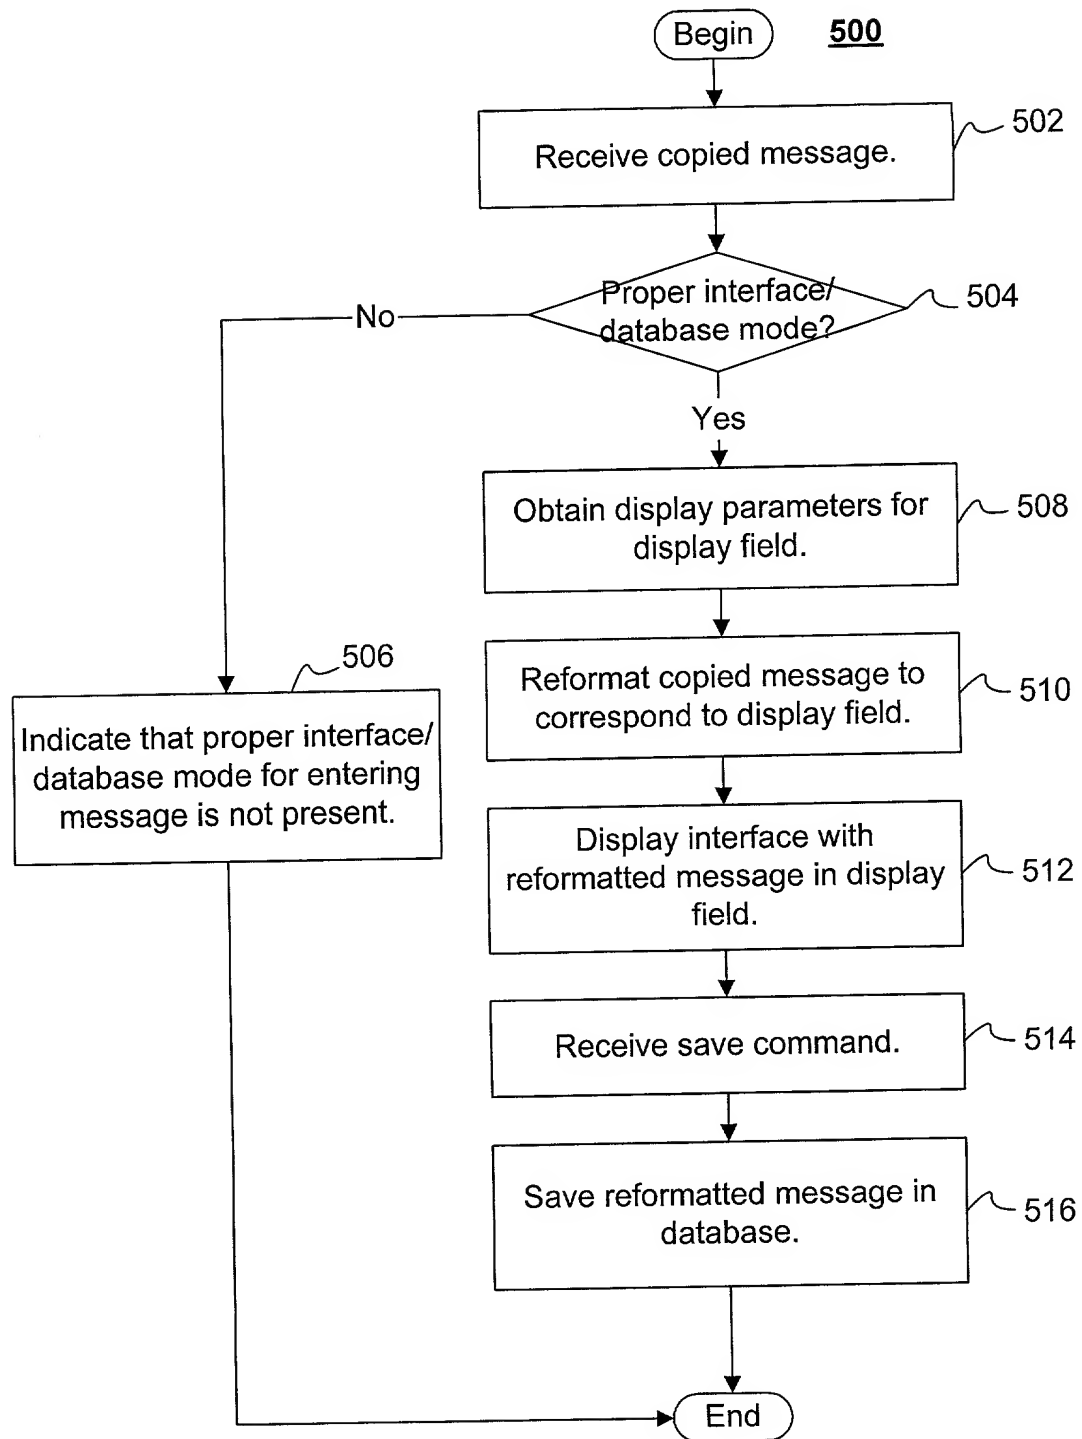 Begin
500
Receive copied message.
502
Proper interface/
database mode?
504
No
Yes
Obtain display parameters for
display field.
508
506
Indicate that proper interface/
database mode for entering
message is not present.
Reformat copied message to
correspond to display field.
510
Display interface with
reformatted message in display
field.
512
Receive save command.
514
Save reformatted message in
database.
516
End